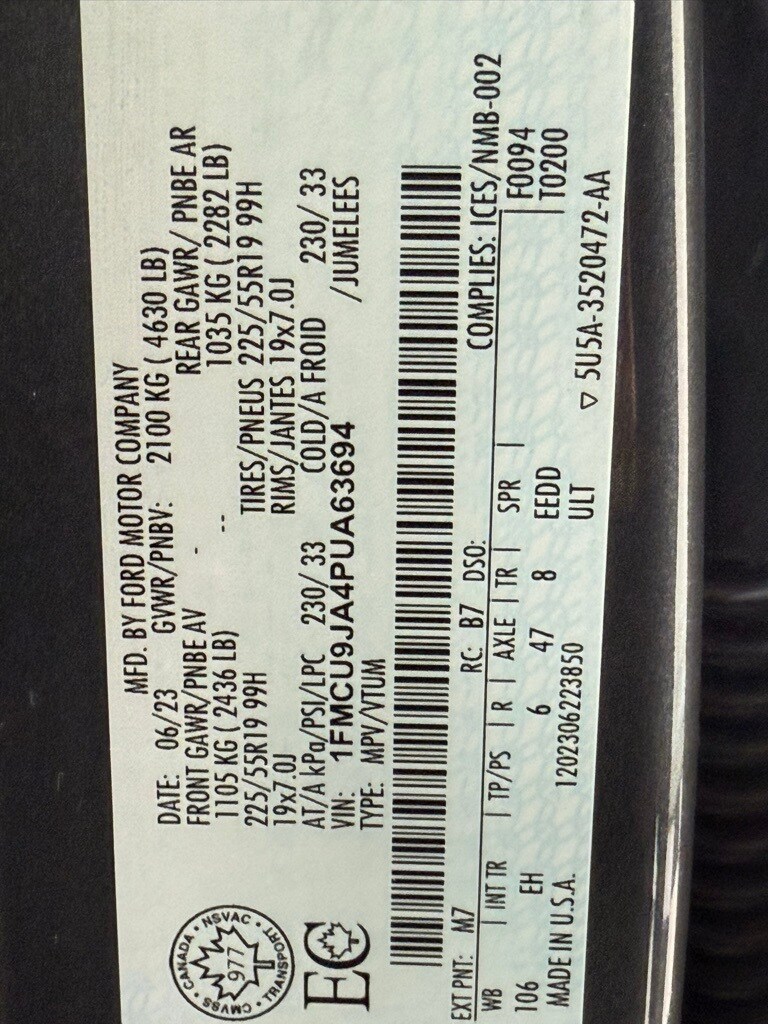 MFD. BY FORD MOTOR COMPANY
DATE: 06/23 GVWR/PNBV: 2100 KG ( 4630 LB)
FRONT GAWR/PNBE AV - REAR GAWR/ PNBE AR
1105 KG ( 2436 LB) -- 1035 KG ( 2282 LB)
225/55R19 99H TIRES/PNEUS 225/55R19 99H
19x7.0J RIMS/JANTES 19x7.0J
AT/A kPa/PSI/LPC 230/ 33 COLD/A FROID 230/ 33
VIN: 1FMCU9JA4PUA63694 /JUMELEES
TYPE: MPV/VTUM
CANADA • NSVAC • TRANSPORT • CMVSS •
977
EC
EXT PNT: M7 RC: B7 DSO: COMPLIES: ICES/NMB-002
WB | INT TR | TP/PS | R | AXLE | TR | SPR | F0094
106 EH 6 47 8 EEDD T0200
MADE IN U.S.A. 1202306223850 ULT ▽ 5U5A-3520472-AA